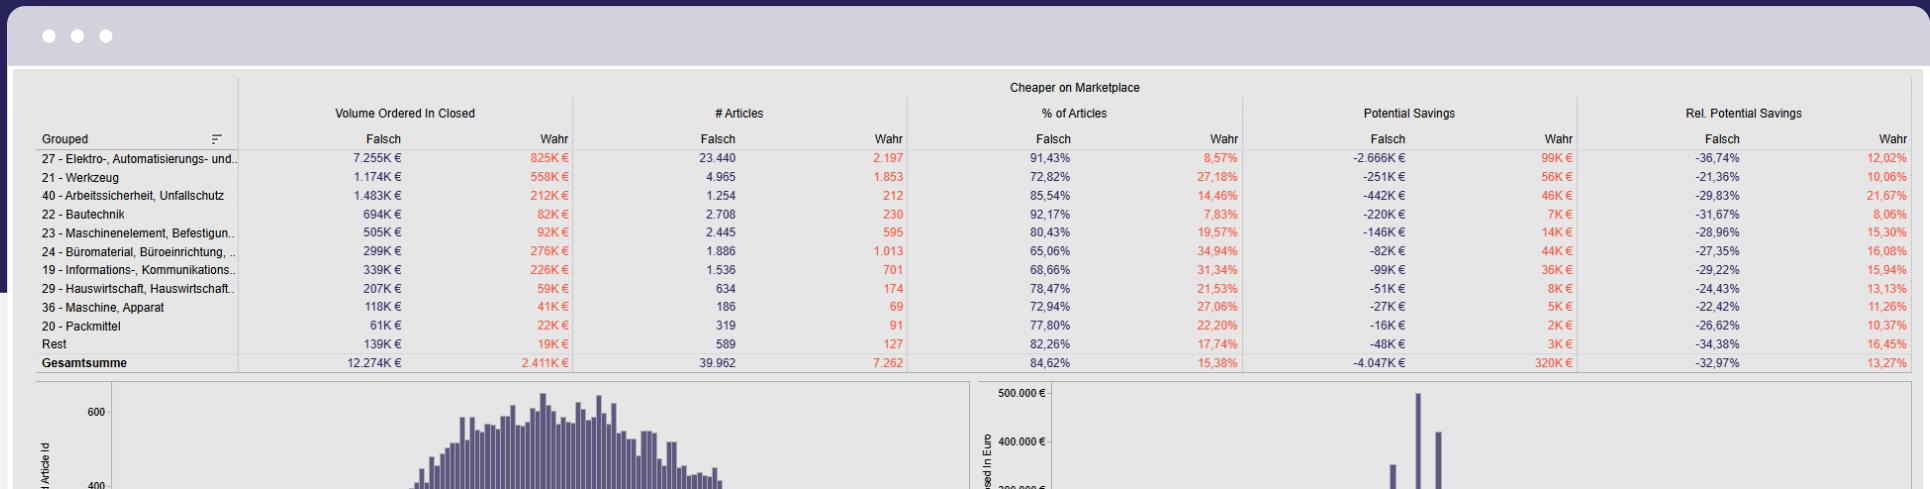 Cheaper on Marketplace
Volume Ordered In Closed # Articles % of Articles Potential Savings Rel. Potential Savings
Grouped Falsch Wahr Falsch Wahr Falsch Wahr Falsch Wahr Falsch Wahr
27 - Elektro-, Automatisierungs- und.. 7.255K € 825K € 23.440 2.197 91,43% 8,57% -2.666K € 99K € -36,74% 12,02%
21 - Werkzeug 1.174K € 558K € 4.965 1.853 72,82% 27,18% -251K € 56K € -21,36% 10,06%
40 - Arbeitssicherheit, Unfallschutz 1.483K € 212K € 1.254 212 85,54% 14,46% -442K € 46K € -29,83% 21,67%
22 - Bautechnik 694K € 82K € 2.708 230 92,17% 7,83% -220K € 7K € -31,67% 8,06%
23 - Maschinenelement, Befestigun.. 505K € 92K € 2.445 595 80,43% 19,57% -146K € 14K € -28,96% 15,30%
24 - Büromaterial, Büroeinrichtung, .. 299K € 276K € 1.886 1.013 65,06% 34,94% -82K € 44K € -27,35% 16,08%
19 - Informations-, Kommunikations.. 339K € 226K € 1.536 701 68,66% 31,34% -99K € 36K € -29,22% 15,94%
29 - Hauswirtschaft, Hauswirtschaft.. 207K € 59K € 634 174 78,47% 21,53% -51K € 8K € -24,43% 13,13%
36 - Maschine, Apparat 118K € 41K € 186 69 72,94% 27,06% -27K € 5K € -22,42% 11,26%
20 - Packmittel 61K € 22K € 319 91 77,80% 22,20% -16K € 2K € -26,62% 10,37%
Rest 139K € 19K € 589 127 82,26% 17,74% -48K € 3K € -34,38% 16,45%
Gesamtsumme 12.274K € 2.411K € 39.962 7.262 84,62% 15,38% -4.047K € 320K € -32,97% 13,27%
600
400
Article Id
500.000 €
400.000 €
300.000 €
In Euro